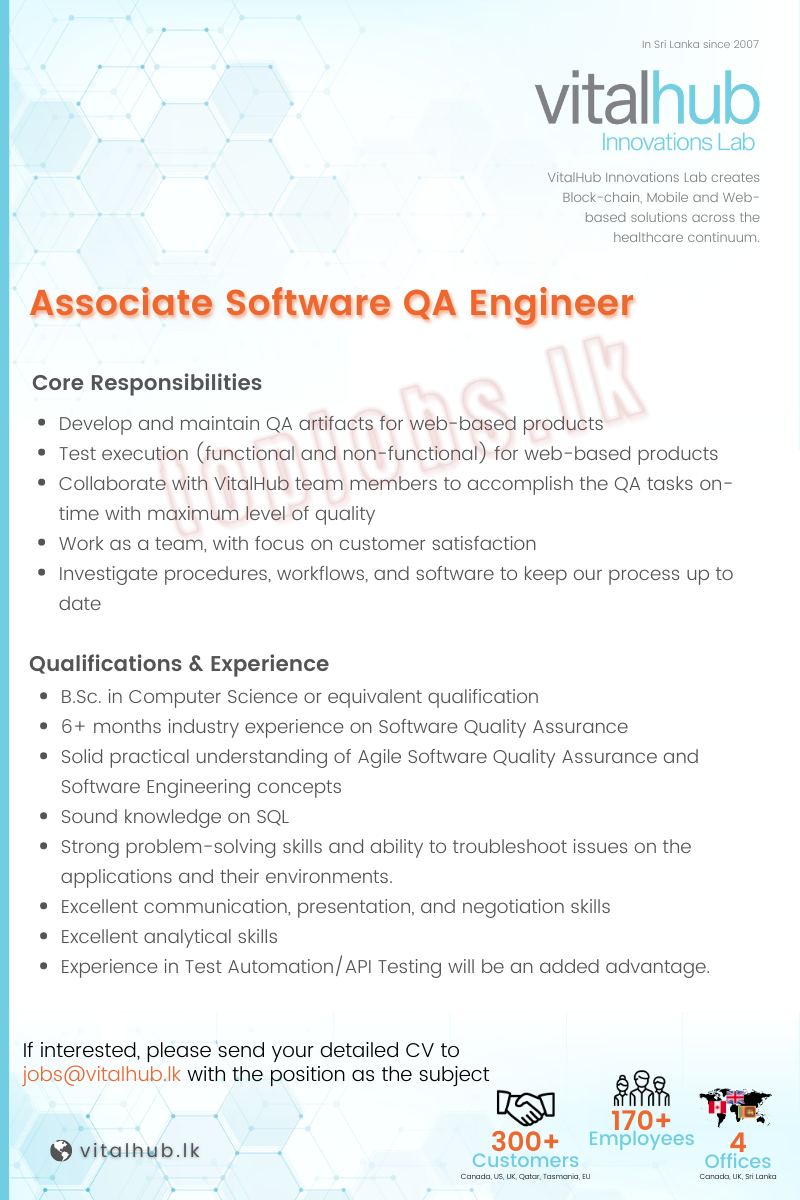 In Sri Lanka since 2007
vitalhub
Innovations Lab
VitalHub Innovations Lab creates
Block-chain, Mobile and Web-
based solutions across the
healthcare continuum.
Associate Software QA Engineer
topjobs.lk
Core Responsibilities
• Develop and maintain QA artifacts for web-based products
• Test execution (functional and non-functional) for web-based products
• Collaborate with VitalHub team members to accomplish the QA tasks on-
time with maximum level of quality
• Work as a team, with focus on customer satisfaction
• Investigate procedures, workflows, and software to keep our process up to
date
Qualifications & Experience
• B.Sc. in Computer Science or equivalent qualification
• 6+ months industry experience on Software Quality Assurance
• Solid practical understanding of Agile Software Quality Assurance and
Software Engineering concepts
• Sound knowledge on SQL
• Strong problem-solving skills and ability to troubleshoot issues on the
applications and their environments.
• Excellent communication, presentation, and negotiation skills
• Excellent analytical skills
• Experience in Test Automation/API Testing will be an added advantage.
If interested, please send your detailed CV to
jobs@vitalhub.lk with the position as the subject
vitalhub.lk
300+
Customers
Canada, US, UK, Qatar, Tasmania, EU
170+
Employees
4
Offices
Canada, UK, Sri Lanka